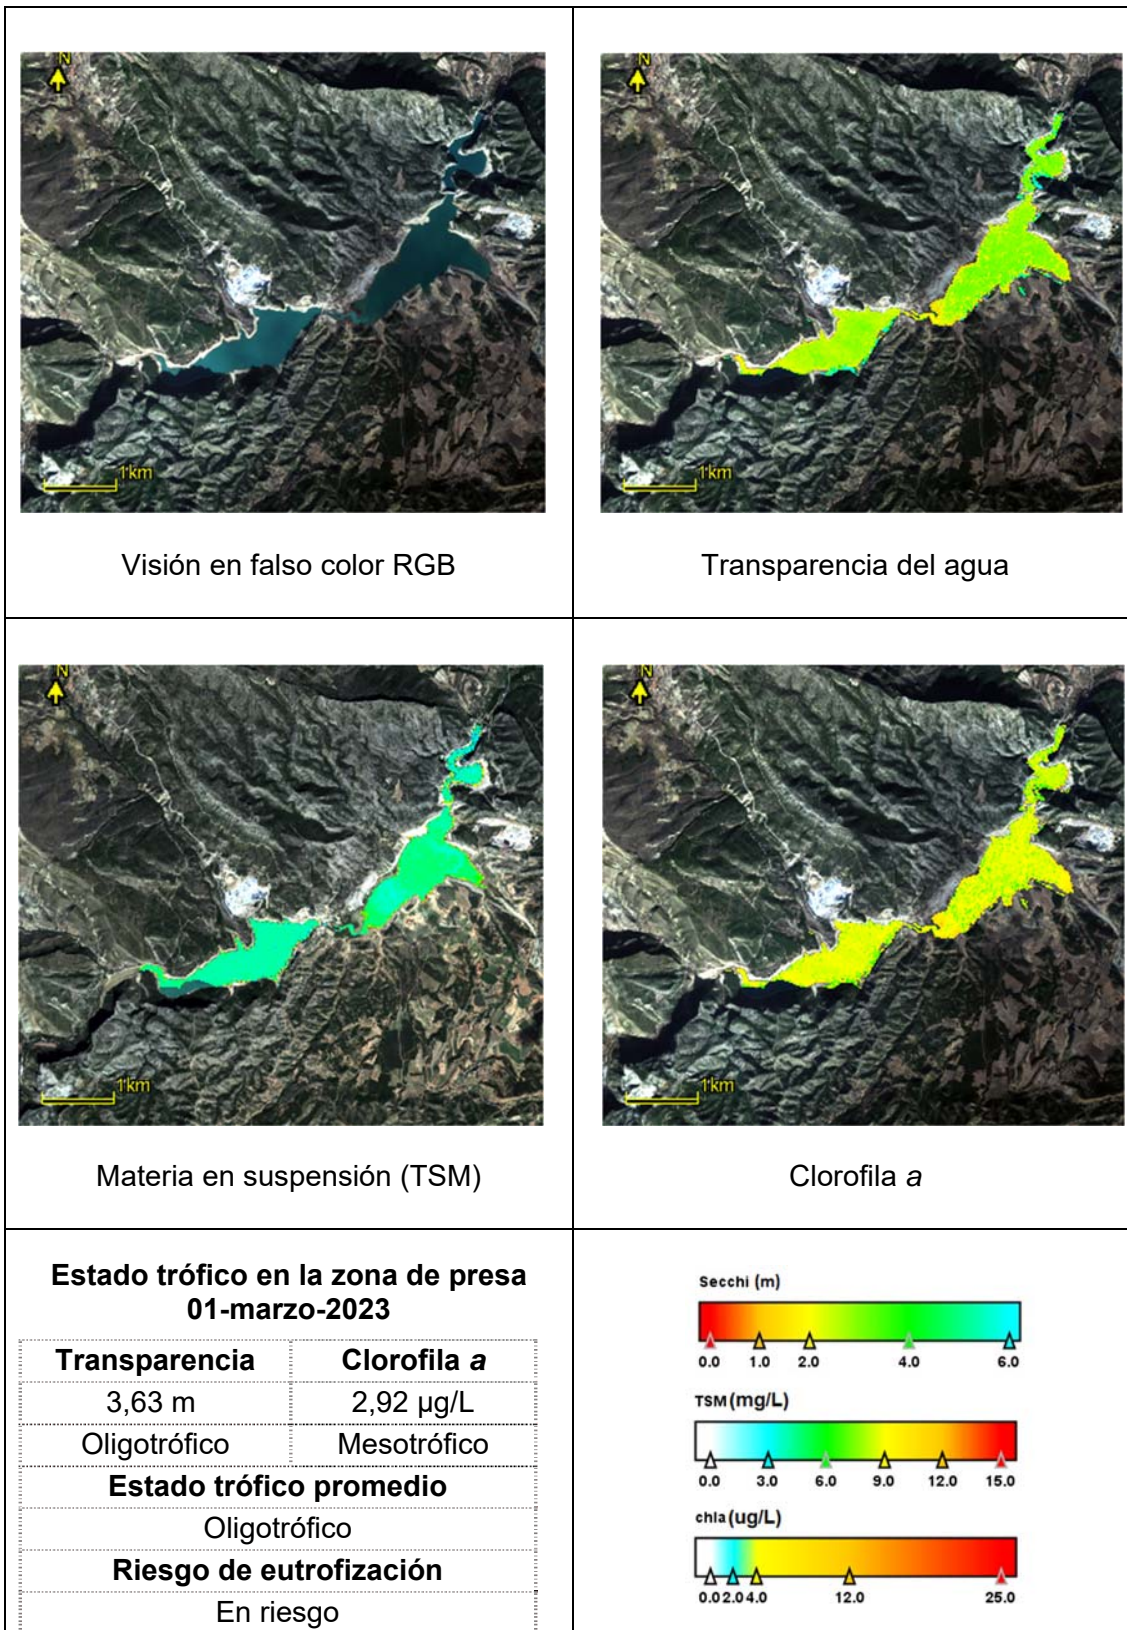 N
1km
Visión en falso color RGB
N
1km
Transparencia del agua
N
1km
Materia en suspensión (TSM)
N
1km
Clorofila a
Estado trófico en la zona de presa
01-marzo-2023
Transparencia Clorofila a
3,63 m 2,92 µg/L
Oligotrófico Mesotrófico
Estado trófico promedio
Oligotrófico
Riesgo de eutrofización
En riesgo
Secchi (m)
0.0 1.0 2.0 4.0 6.0
TSM (mg/L)
0.0 3.0 6.0 9.0 12.0 15.0
chla (ug/L)
0.0 2.0 4.0 12.0 25.0